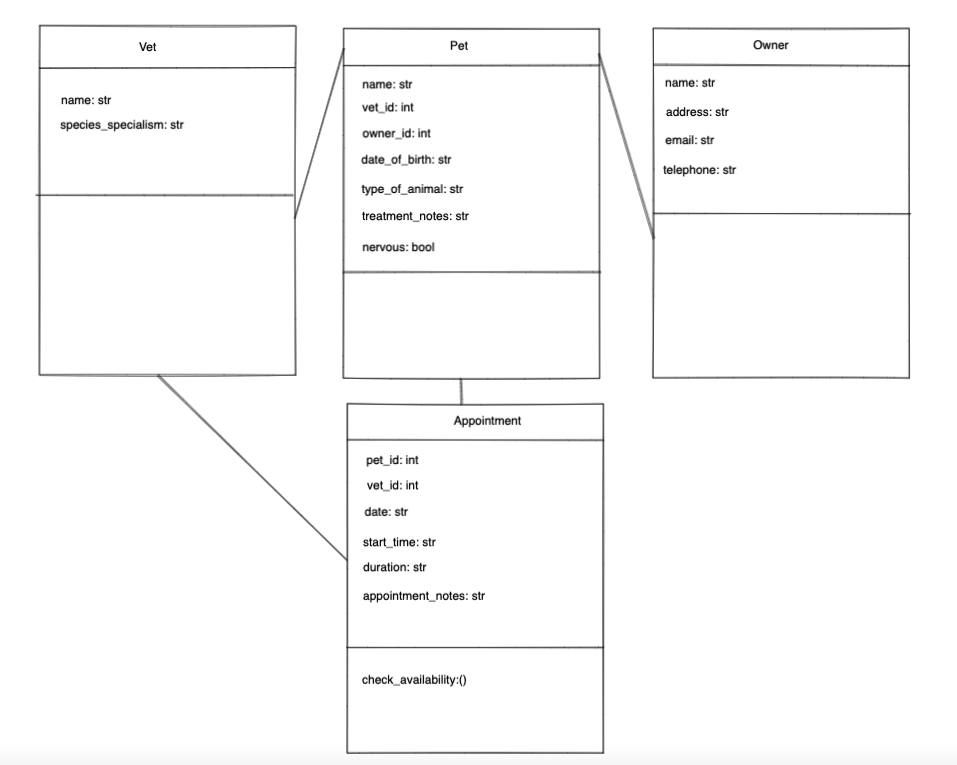 Vet
name: str
species_specialism: str
Pet
name: str
vet_id: int
owner_id: int
date_of_birth: str
type_of_animal: str
treatment_notes: str
nervous: bool
Owner
name: str
address: str
email: str
telephone: str
Appointment
pet_id: int
vet_id: int
date: str
start_time: str
duration: str
appointment_notes: str
check_availability:()